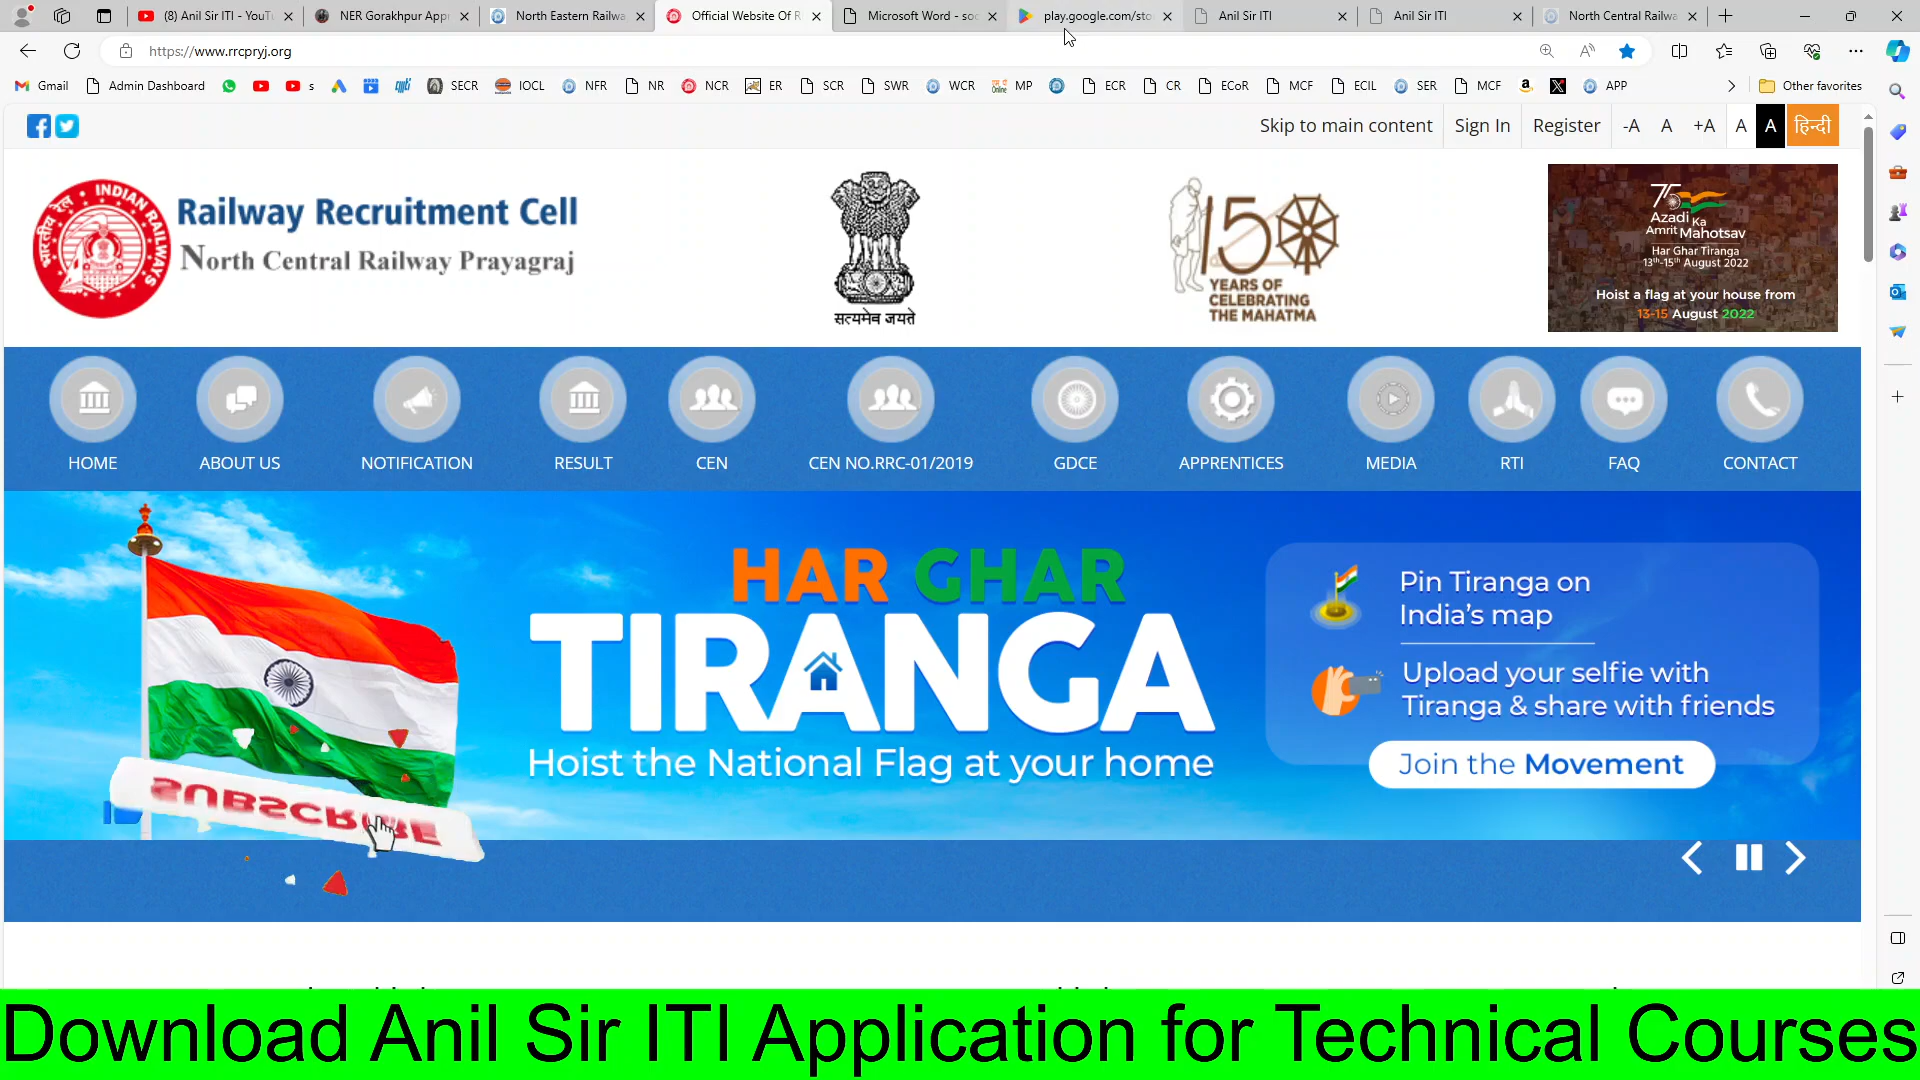 (8) Anil Sir ITI - YouT
NER Gorakhpur Appr
North Eastern Railwa
Official Website Of R
Microsoft Word - soc
play.google.com/sto
Anil Sir ITI
Anil Sir ITI
North Central Railwa
https://www.rrcpryj.org
Gmail
Admin Dashboard
s
SECR
IOCL
NFR
NR
NCR
ER
SCR
SWR
WCR
MP
ECR
CR
ECoR
MCF
ECIL
SER
MCF
APP
Other favorites
Skip to main content
Sign In
Register
-A
A
+A
A
A
हिन्दी
भारतीय रेल
INDIAN RAILWAYS
Railway Recruitment Cell
North Central Railway Prayagraj
सत्यमेव जयते
150
YEARS OF
CELEBRATING
THE MAHATMA
75
Azadi Ka
Amrit Mahotsav
Har Ghar Tiranga
13th-15th August 2022
Hoist a flag at your house from
13-15 August 2022
HOME
ABOUT US
NOTIFICATION
RESULT
CEN
CEN NO.RRC-01/2019
GDCE
APPRENTICES
MEDIA
RTI
FAQ
CONTACT
HAR GHAR
TIRANGA
Hoist the National Flag at your home
Pin Tiranga on
India's map
Upload your selfie with
Tiranga & share with friends
Join the Movement
SUBSCRIBE
Download Anil Sir ITI Application for Technical Courses